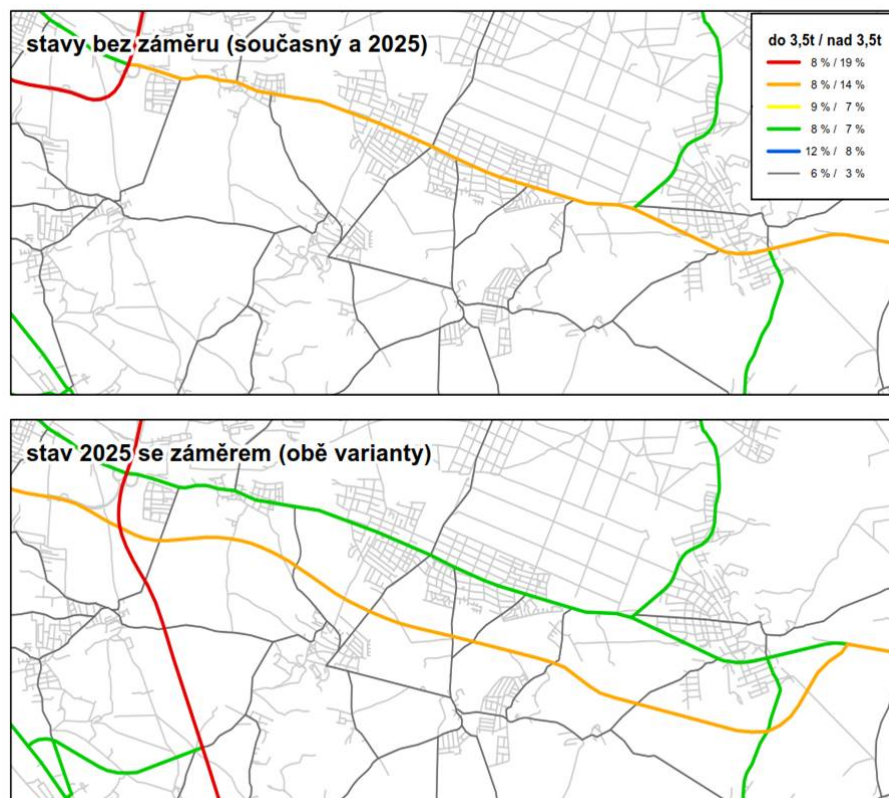 stavy bez záměru (současný a 2025)
do 3,5t / nad 3,5t
8 % / 19 %
8 % / 14 %
9 % / 7 %
8 % / 7 %
12 % / 8 %
6 % / 3 %
stav 2025 se záměrem (obě varianty)